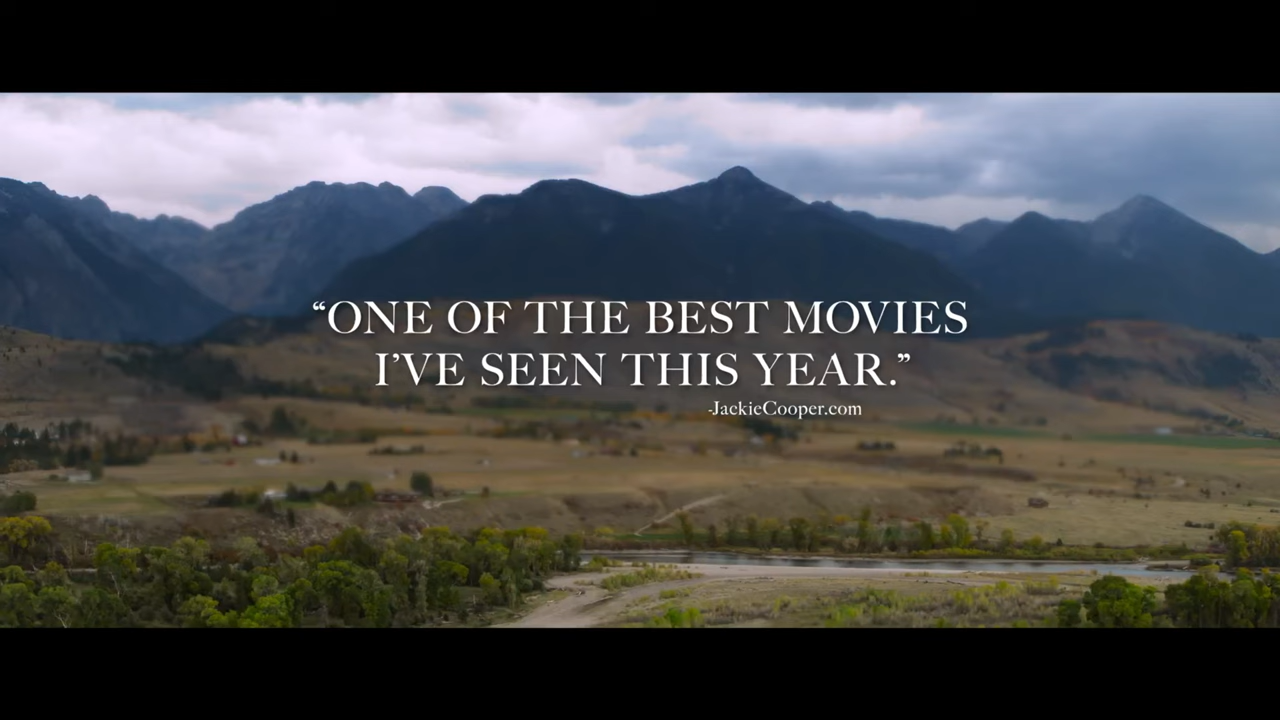 “ONE OF THE BEST MOVIES
I’VE SEEN THIS YEAR.”
-JackieCooper.com